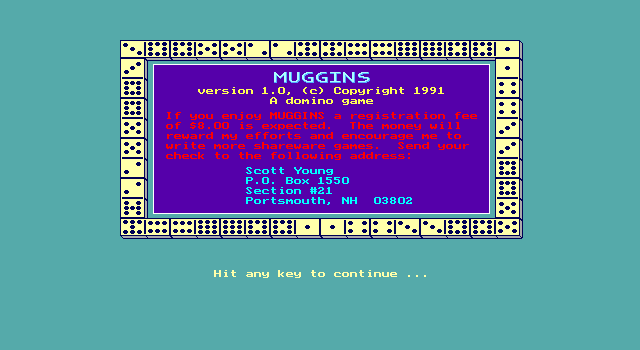 MUGGINS
version 1.0, (c) Copyright 1991
A domino game
If you enjoy MUGGINS a registration fee
of $8.00 is expected.  The money will
reward my efforts and encourage me to
write more shareware games.  Send your
check to the following address:
Scott Young
P.O. Box 1550
Section #21
Portsmouth, NH  03802
Hit any key to continue ...